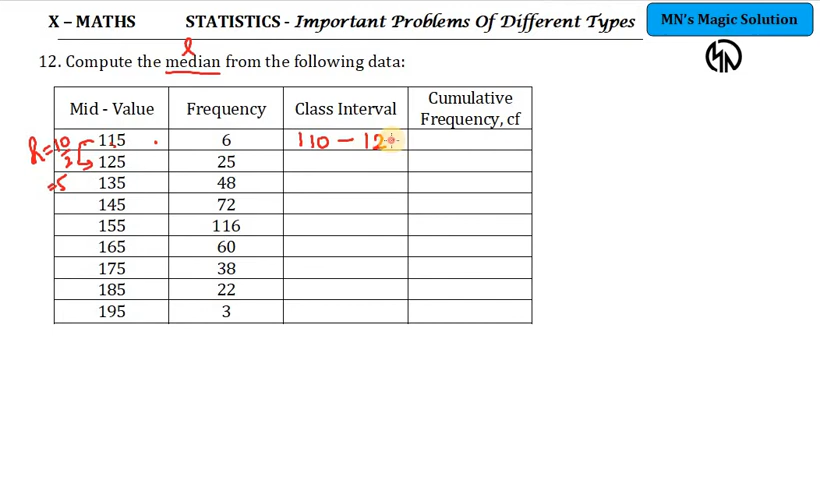 X – MATHS STATISTICS - Important Problems Of Different Types
MN's Magic Solution
MN
l
12. Compute the median from the following data:
Mid - Value Frequency Class Interval Cumulative Frequency, cf
115 6 110 – 12
125 25
135 48
145 72
155 116
165 60
175 38
185 22
195 3
h = 10/2
= 5